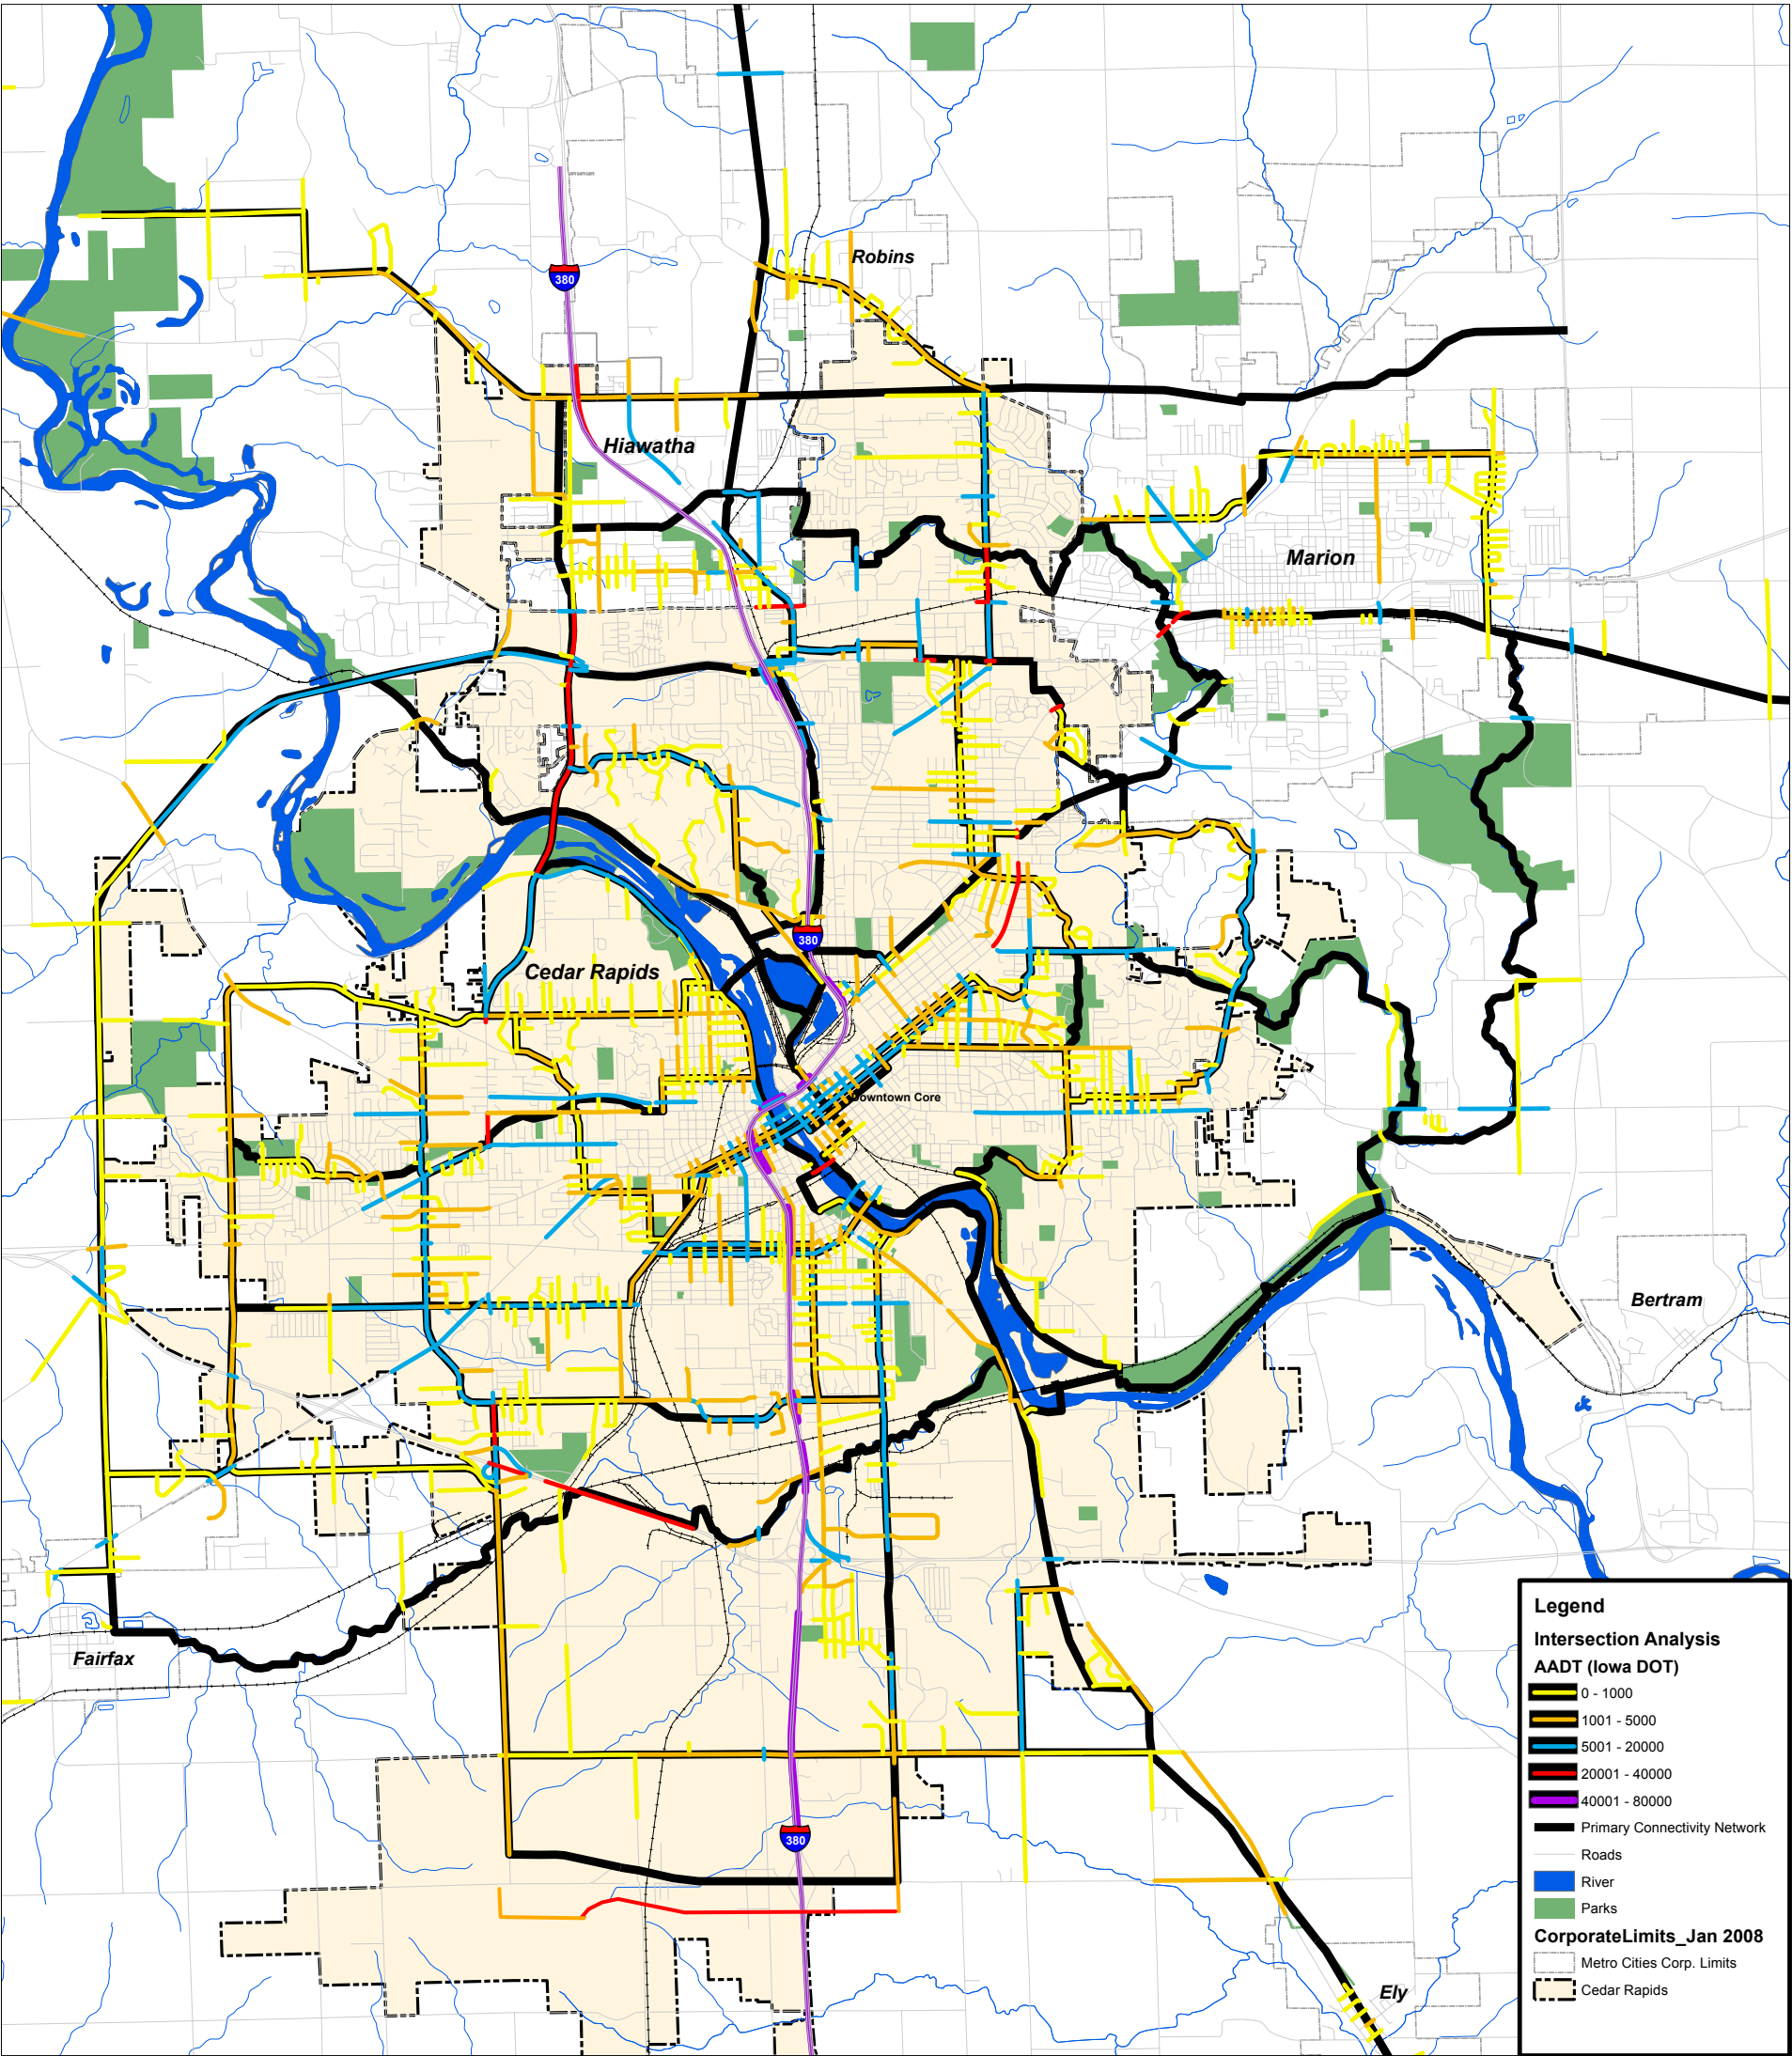 Robins
380
Hiawatha
Marion
380
Cedar Rapids
Downtown Core
Bertram
Fairfax
380
Ely
Legend
Intersection Analysis
AADT (Iowa DOT)
0 - 1000
1001 - 5000
5001 - 20000
20001 - 40000
40001 - 80000
Primary Connectivity Network
Roads
River
Parks
CorporateLimits_Jan 2008
Metro Cities Corp. Limits
Cedar Rapids